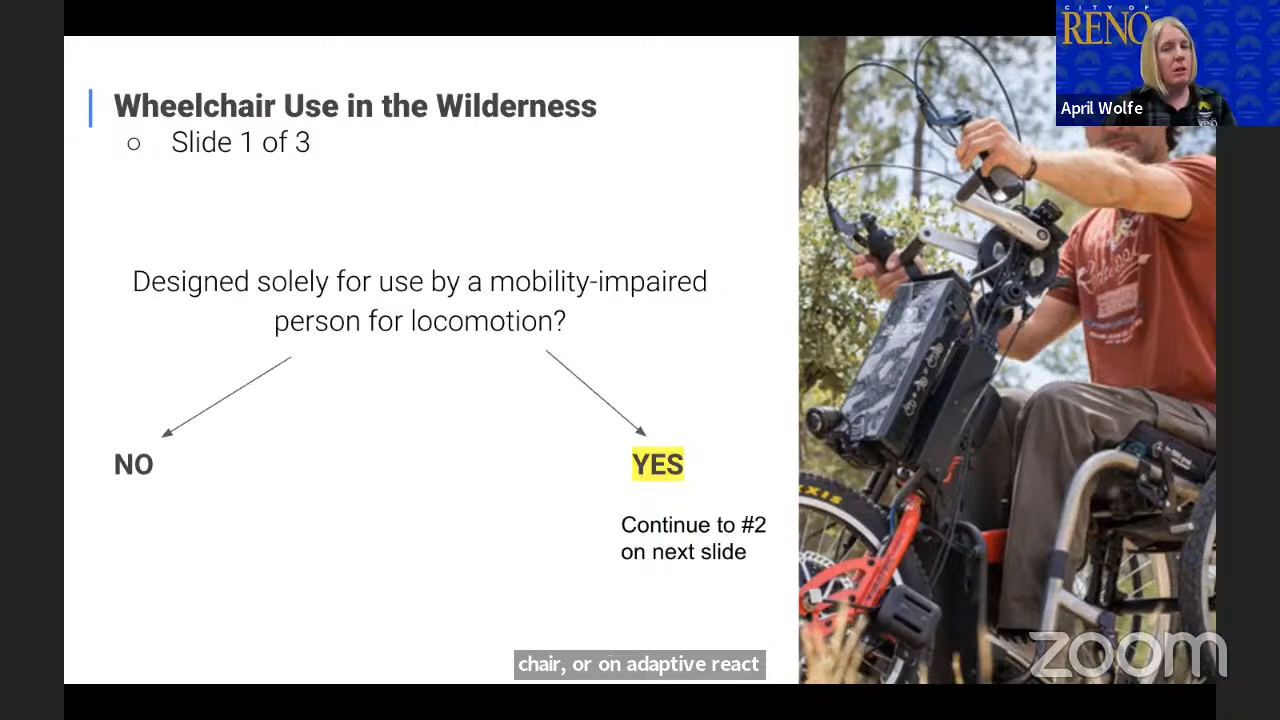 CITY OF
RENO
April Wolfe
Wheelchair Use in the Wilderness
○ Slide 1 of 3
Designed solely for use by a mobility-impaired
person for locomotion?
NO
YES
Continue to #2
on next slide
chair, or on adaptive react
zoom